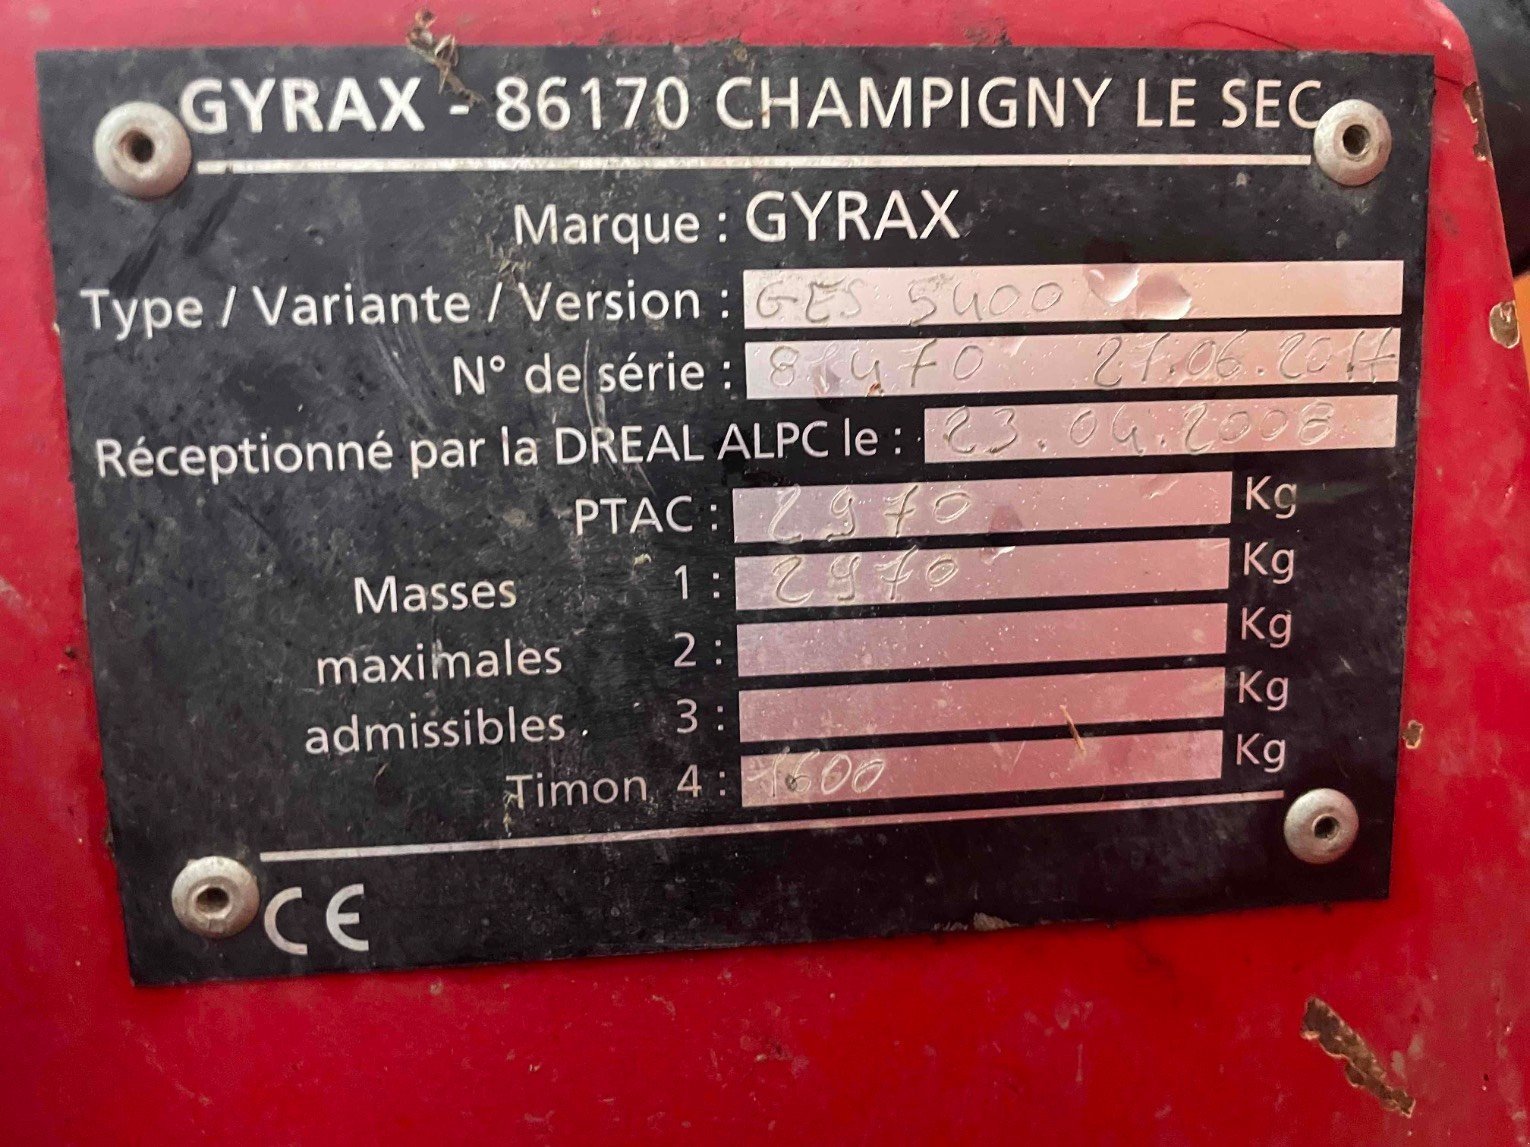 GYRAX - 86170 CHAMPIGNY LE SEC
Marque : GYRAX
Type / Variante / Version : GES 5400
N° de série : 81470 27.06.2017
Réceptionné par la DREAL ALPC le : 23.04.2008
PTAC : 2970 Kg
Masses 1 : 2970 Kg
maximales 2 : Kg
admissibles 3 : Kg
Timon 4 : 1600 Kg
CE